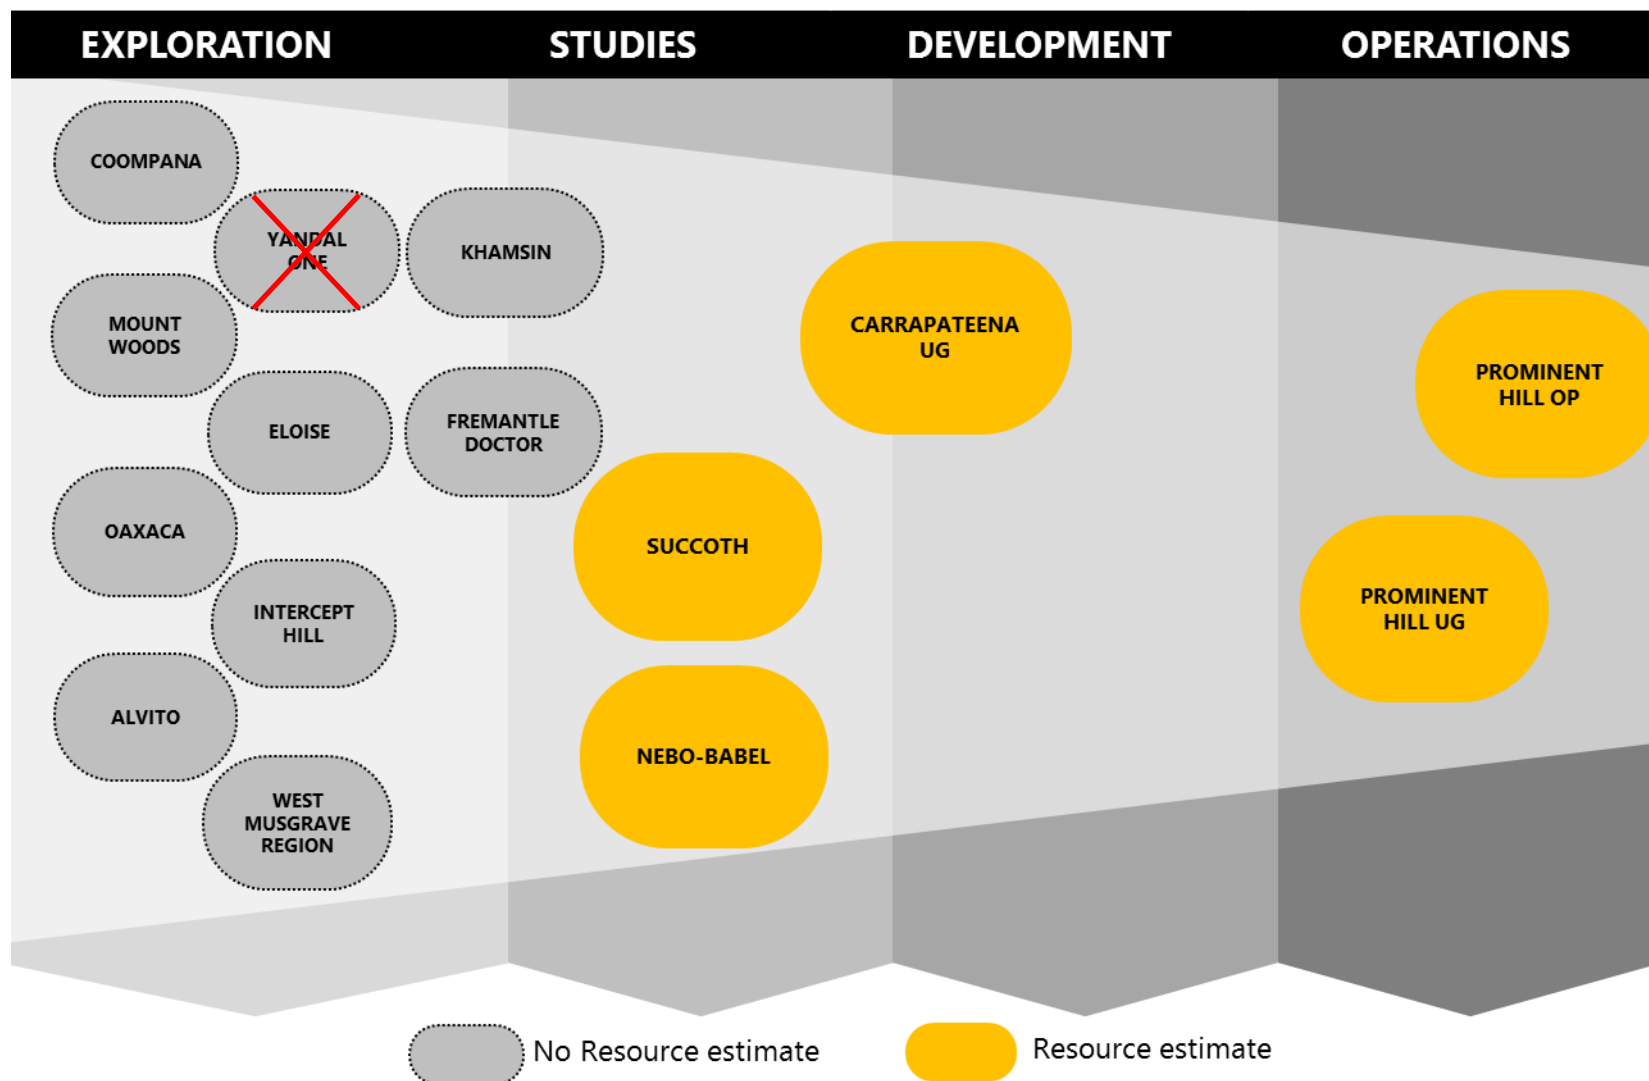 EXPLORATION
STUDIES
DEVELOPMENT
OPERATIONS
COOMPANA
YANDAL
ONE
KHAMSIN
MOUNT
WOODS
CARRAPATEENA
UG
PROMINENT
HILL OP
ELOISE
FREMANTLE
DOCTOR
OAXACA
SUCCOTH
INTERCEPT
HILL
PROMINENT
HILL UG
ALVITO
NEBO-BABEL
WEST
MUSGRAVE
REGION
No Resource estimate
Resource estimate